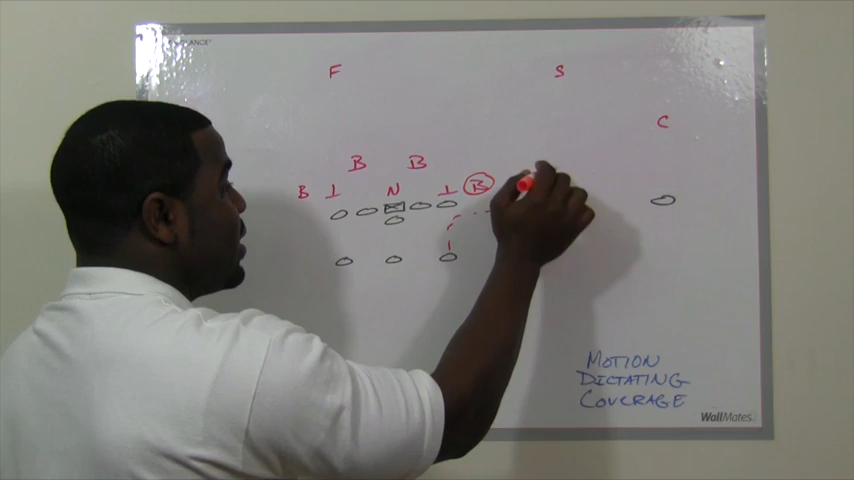 F S
C
B B
B I N I B
MOTION
DICTATING
COVERAGE
WallMates